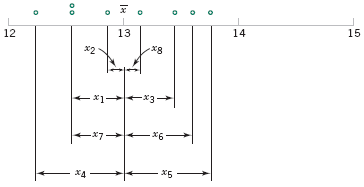 x̅
12 13 14 15
x₂ x₈
x₁ x₃
x₇ x₆
x₄ x₅